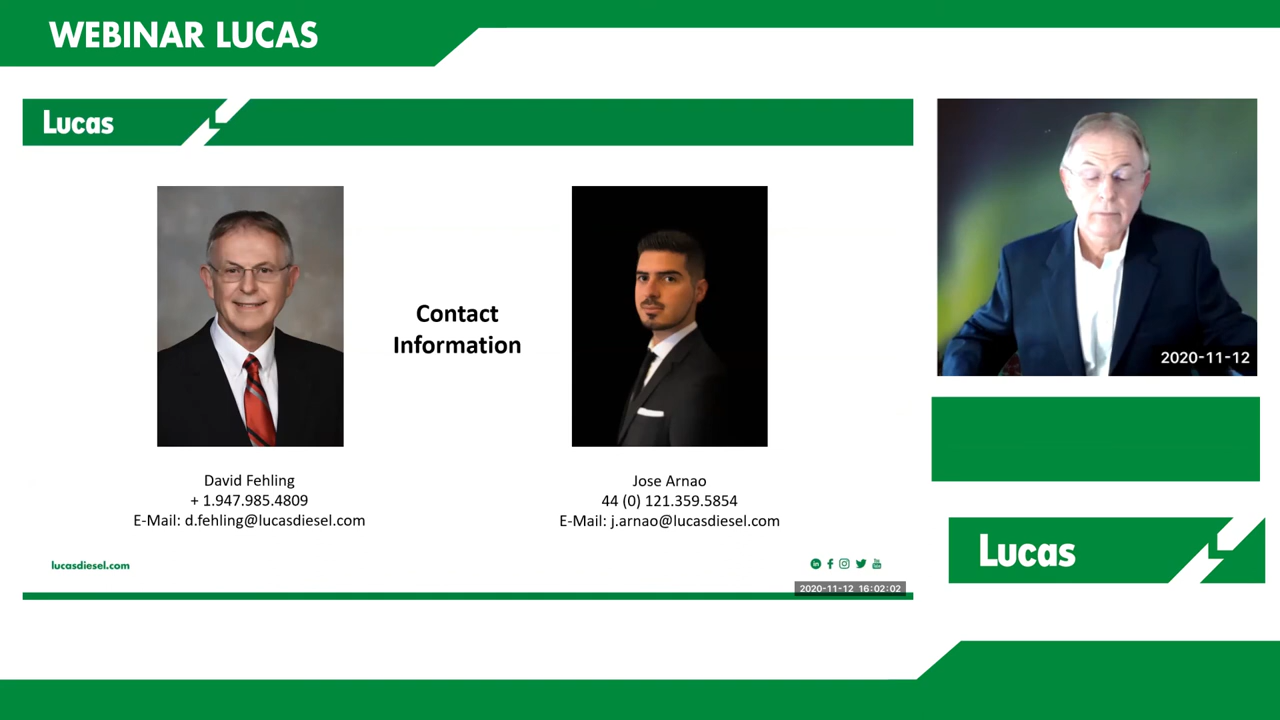 WEBINAR LUCAS
Lucas
Contact
Information
David Fehling
+ 1.947.985.4809
E-Mail: d.fehling@lucasdiesel.com
Jose Arnao
44 (0) 121.359.5854
E-Mail: j.arnao@lucasdiesel.com
lucasdiesel.com
2020-11-12 16:02:02
2020-11-12
Lucas